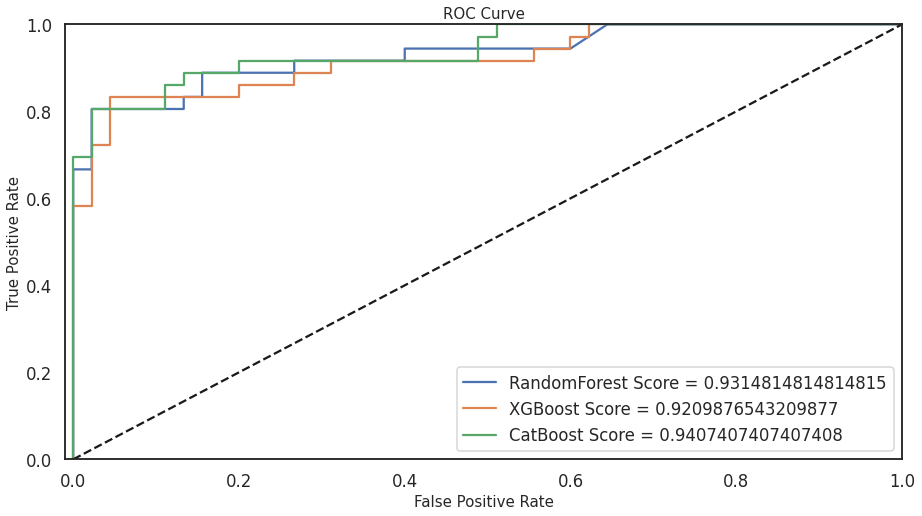 ROC Curve
1.0
0.8
0.6
0.4
0.2
0.0
True Positive Rate
RandomForest Score = 0.9314814814814815
XGBoost Score = 0.9209876543209877
CatBoost Score = 0.9407407407407408
0.0 0.2 0.4 0.6 0.8 1.0
False Positive Rate